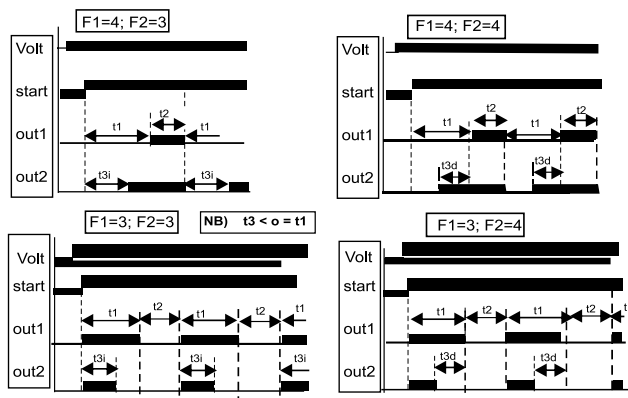 F1=4; F2=3
Volt
start
t2
out1
t1
t1
out2
t3i
t3i
F1=4; F2=4
Volt
start
t2
t2
out1
t1
t1
t3d
t3d
out2
F1=3; F2=3
NB) t3 < o = t1
Volt
start
t1
t2
t1
t2
t1
out1
t3i
t3i
t3i
out2
F1=3; F2=4
Volt
start
t1
t2
t1
t2
t
out1
t3d
t3d
out2